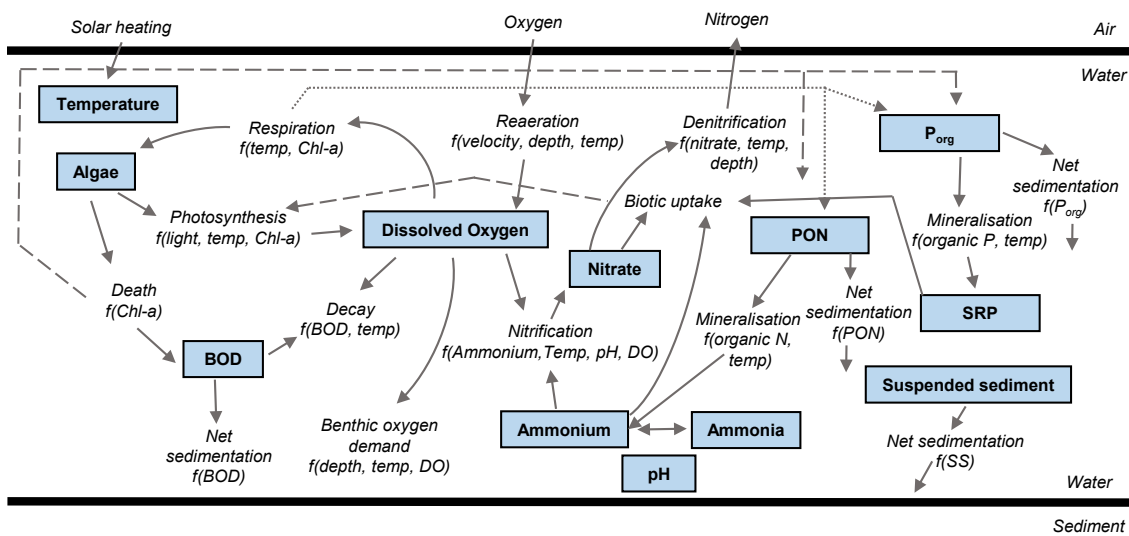 Solar heating
Oxygen
Nitrogen
Air
Water
Temperature
Respiration
f(temp, Chl-a)
Reaeration
f(velocity, depth, temp)
Denitrification
f(nitrate, temp,
depth)
P_org
Net
sedimentation
f(P_org)
Algae
Photosynthesis
f(light, temp, Chl-a)
Dissolved Oxygen
Biotic uptake
PON
Mineralisation
f(organic P, temp)
Nitrate
Death
f(Chl-a)
Decay
f(BOD, temp)
Nitrification
f(Ammonium,Temp, pH, DO)
Mineralisation
f(organic N,
temp)
Net
sedimentation
f(PON)
SRP
BOD
Suspended sediment
Net
sedimentation
f(BOD)
Benthic oxygen
demand
f(depth, temp, DO)
Ammonium
Ammonia
pH
Net sedimentation
f(SS)
Water
Sediment